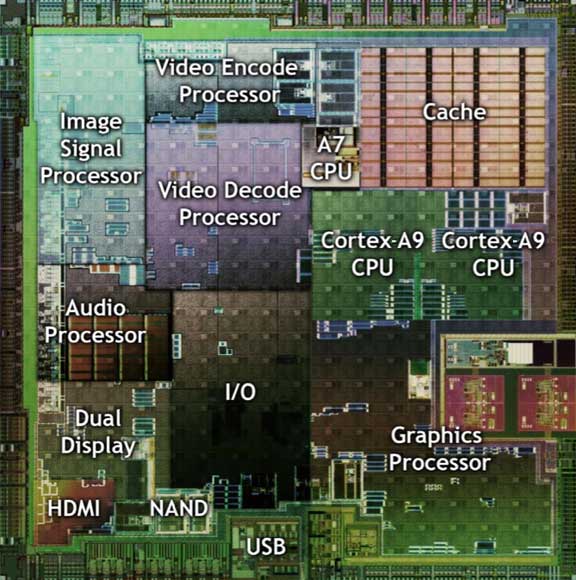 Video Encode
Processor
Cache
Image
Signal
Processor
A7
CPU
Video Decode
Processor
Cortex-A9
CPU
Cortex-A9
CPU
Audio
Processor
I/O
Dual
Display
Graphics
Processor
HDMI
NAND
USB